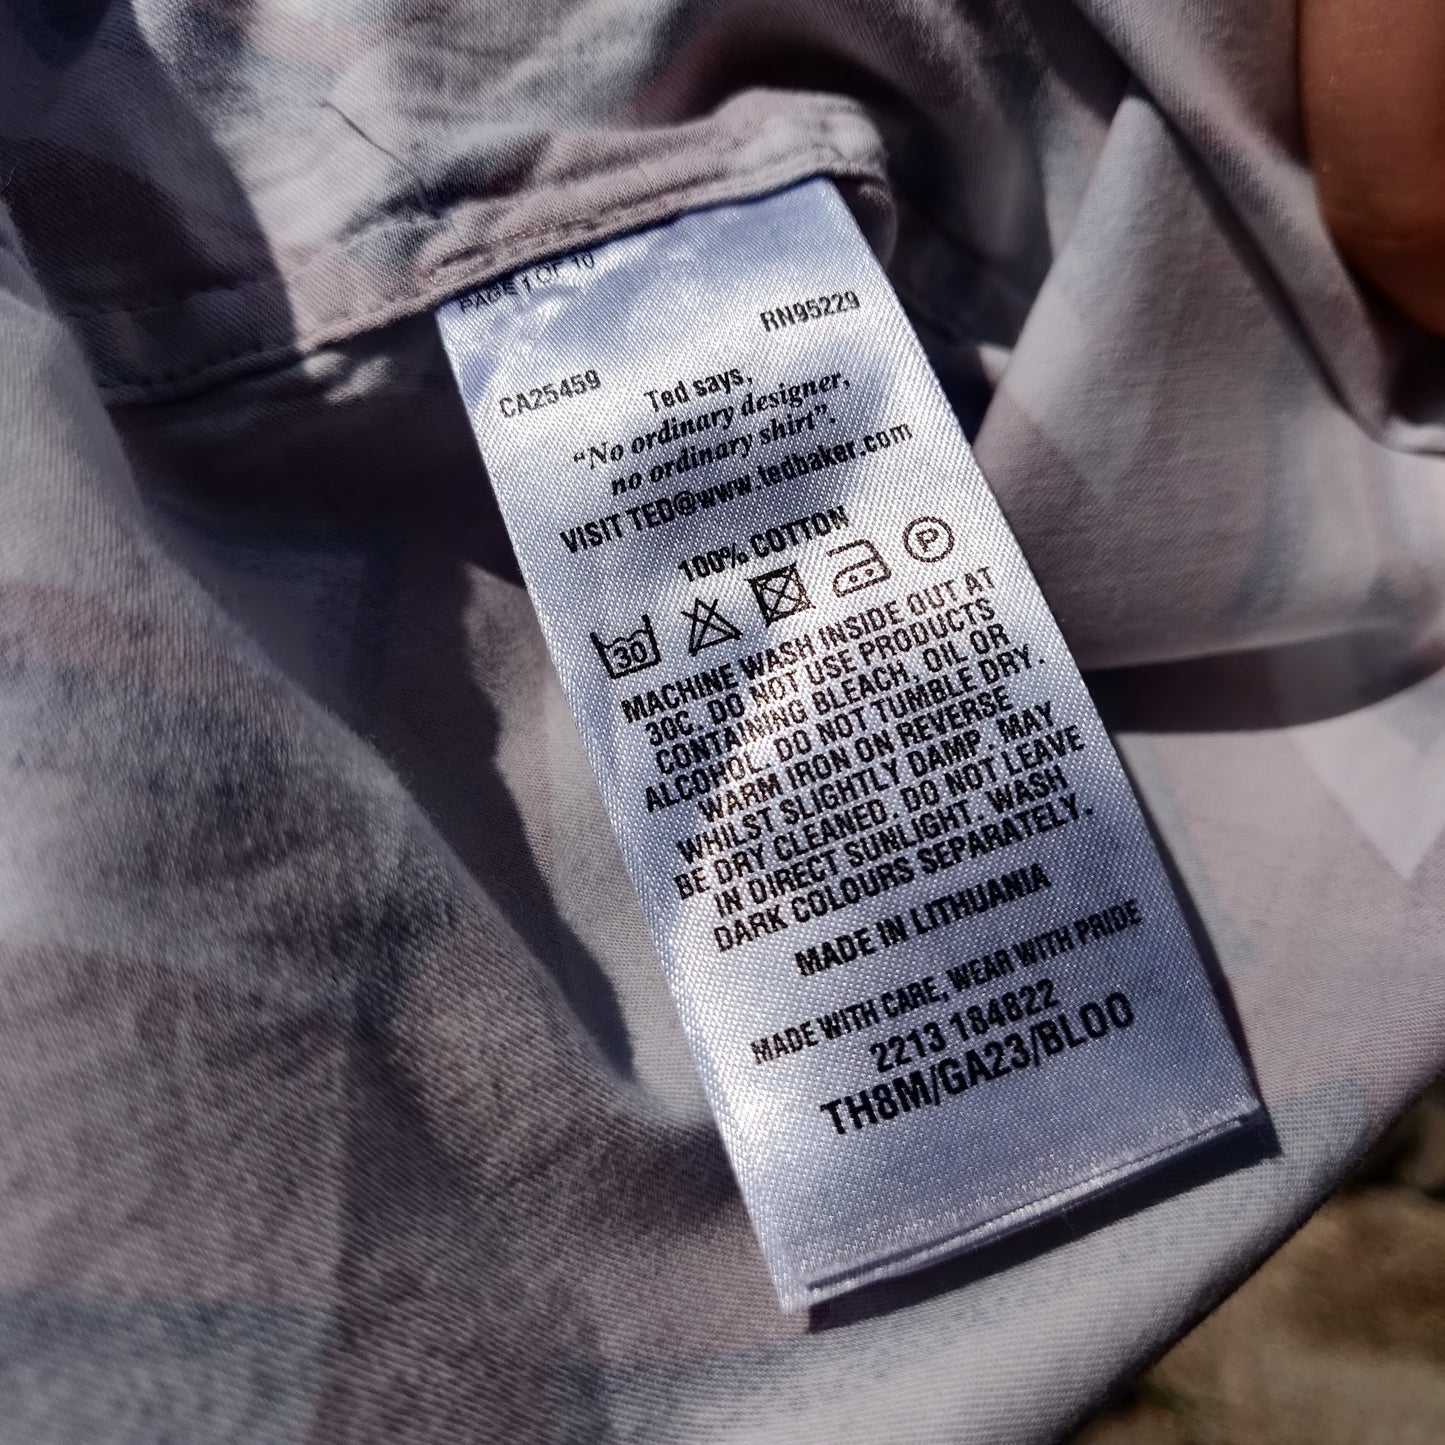 PAGE 1 OF 10
RN95229
CA25459
Ted says,
“No ordinary designer,
no ordinary shirt”.
VISIT TED@www.tedbaker.com
100% COTTON
30 P
MACHINE WASH INSIDE OUT AT
30C. DO NOT USE PRODUCTS
CONTAINING BLEACH, OIL OR
ALCOHOL. DO NOT TUMBLE DRY.
WARM IRON ON REVERSE
WHILST SLIGHTLY DAMP. MAY
BE DRY CLEANED. DO NOT LEAVE
IN DIRECT SUNLIGHT. WASH
DARK COLOURS SEPARATELY.
MADE IN LITHUANIA
MADE WITH CARE, WEAR WITH PRIDE
2213 184822
TH8M/GA23/BLOO